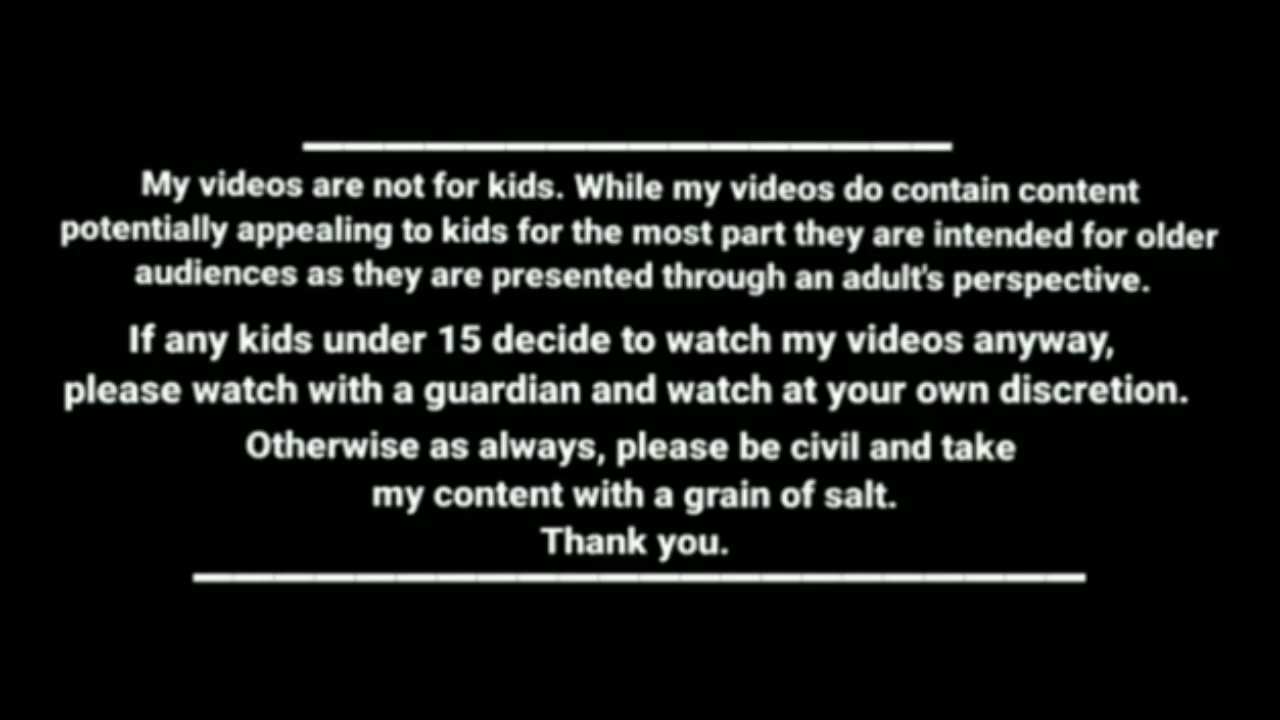 My videos are not for kids. While my videos do contain content
potentially appealing to kids for the most part they are intended for older
audiences as they are presented through an adult's perspective.
If any kids under 15 decide to watch my videos anyway,
please watch with a guardian and watch at your own discretion.
Otherwise as always, please be civil and take
my content with a grain of salt.
Thank you.